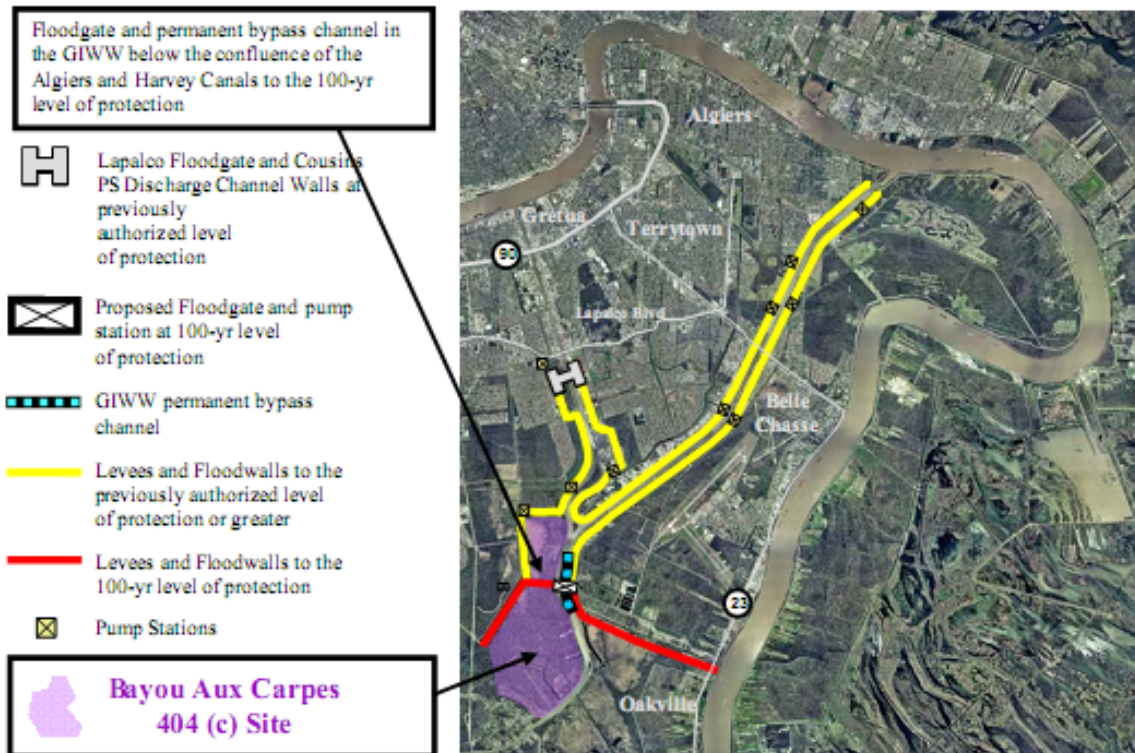 Floodgate and permanent bypass channel in
the GIWW below the confluence of the
Algiers and Harvey Canals to the 100-yr
level of protection
Lapalco Floodgate and Cousins
PS Discharge Channel Walls at
previously
authorized level
of protection
Proposed Floodgate and pump
station at 100-yr level
of protection
GIWW permanent bypass
channel
Levees and Floodwalls to the
previously authorized level
of protection or greater
Levees and Floodwalls to the
100-yr level of protection
Pump Stations
Bayou Aux Carpes
404 (c) Site
Algiers
Gretna
Terrytown
90
Lapalco Blvd
Belle
Chasse
23
Oakville